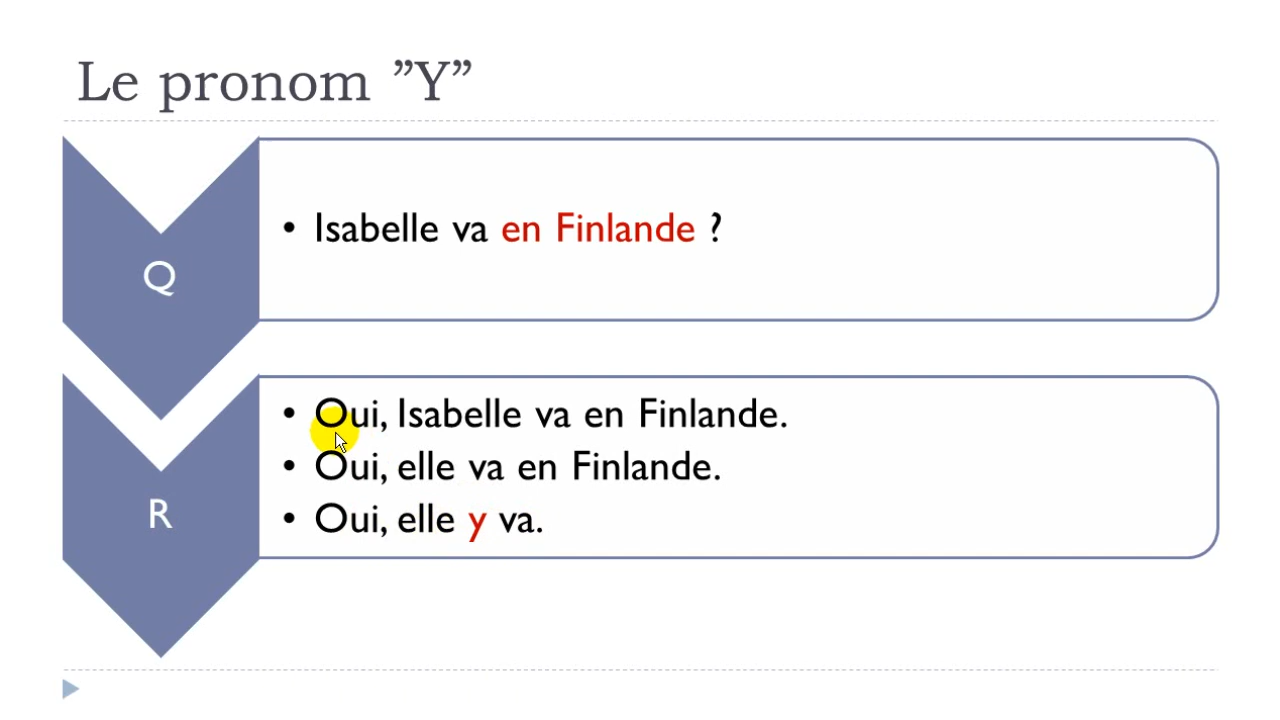 Le pronom ”Y”
Q
• Isabelle va en Finlande ?
R
• Oui, Isabelle va en Finlande.
• Oui, elle va en Finlande.
• Oui, elle y va.